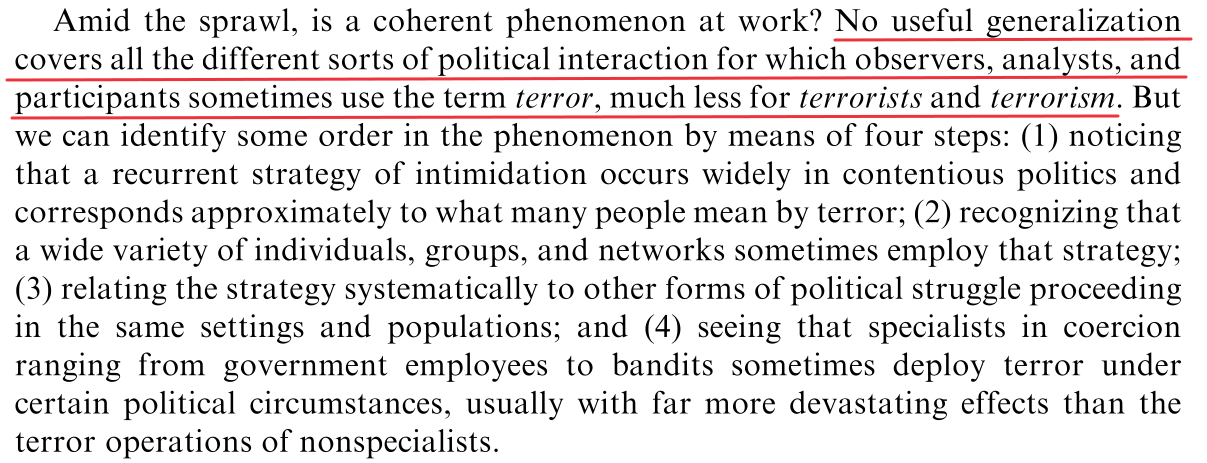 Amid the sprawl, is a coherent phenomenon at work? No useful generalization
covers all the different sorts of political interaction for which observers, analysts, and
participants sometimes use the term terror, much less for terrorists and terrorism. But
we can identify some order in the phenomenon by means of four steps: (1) noticing
that a recurrent strategy of intimidation occurs widely in contentious politics and
corresponds approximately to what many people mean by terror; (2) recognizing that
a wide variety of individuals, groups, and networks sometimes employ that strategy;
(3) relating the strategy systematically to other forms of political struggle proceeding
in the same settings and populations; and (4) seeing that specialists in coercion
ranging from government employees to bandits sometimes deploy terror under
certain political circumstances, usually with far more devastating effects than the
terror operations of nonspecialists.